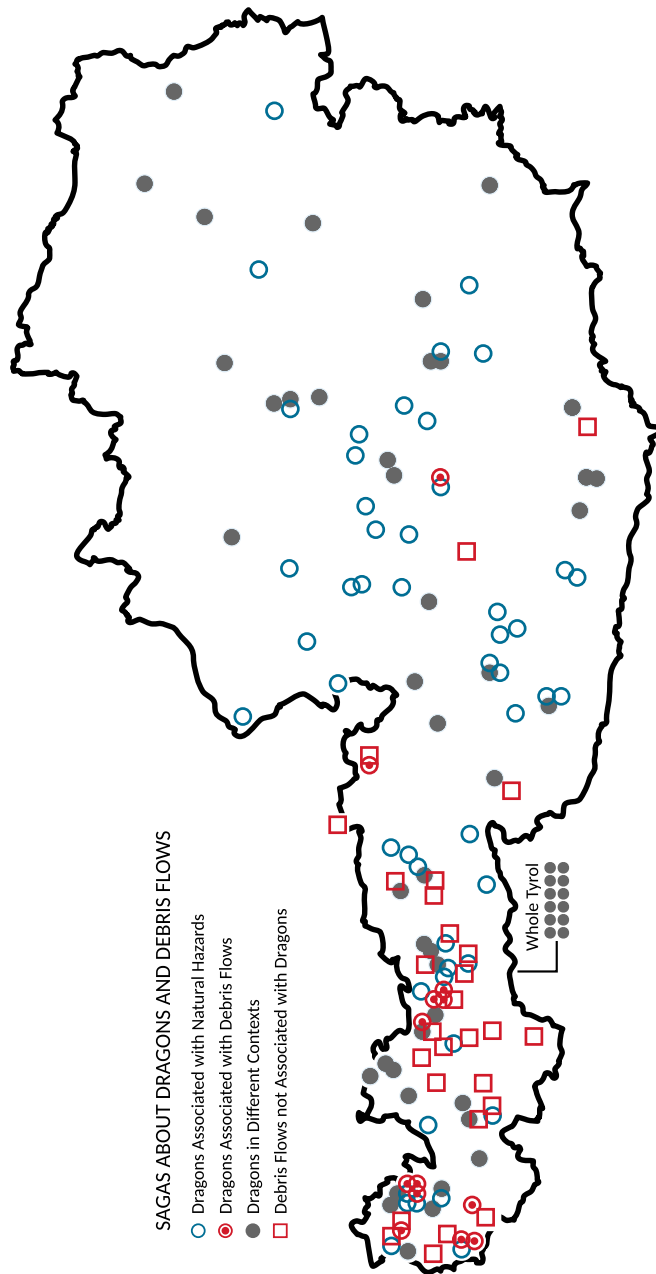 SAGAS ABOUT DRAGONS AND DEBRIS FLOWS
Dragons Associated with Natural Hazards
Dragons Associated with Debris Flows
Dragons in Different Contexts
Debris Flows not Associated with Dragons
Whole Tyrol